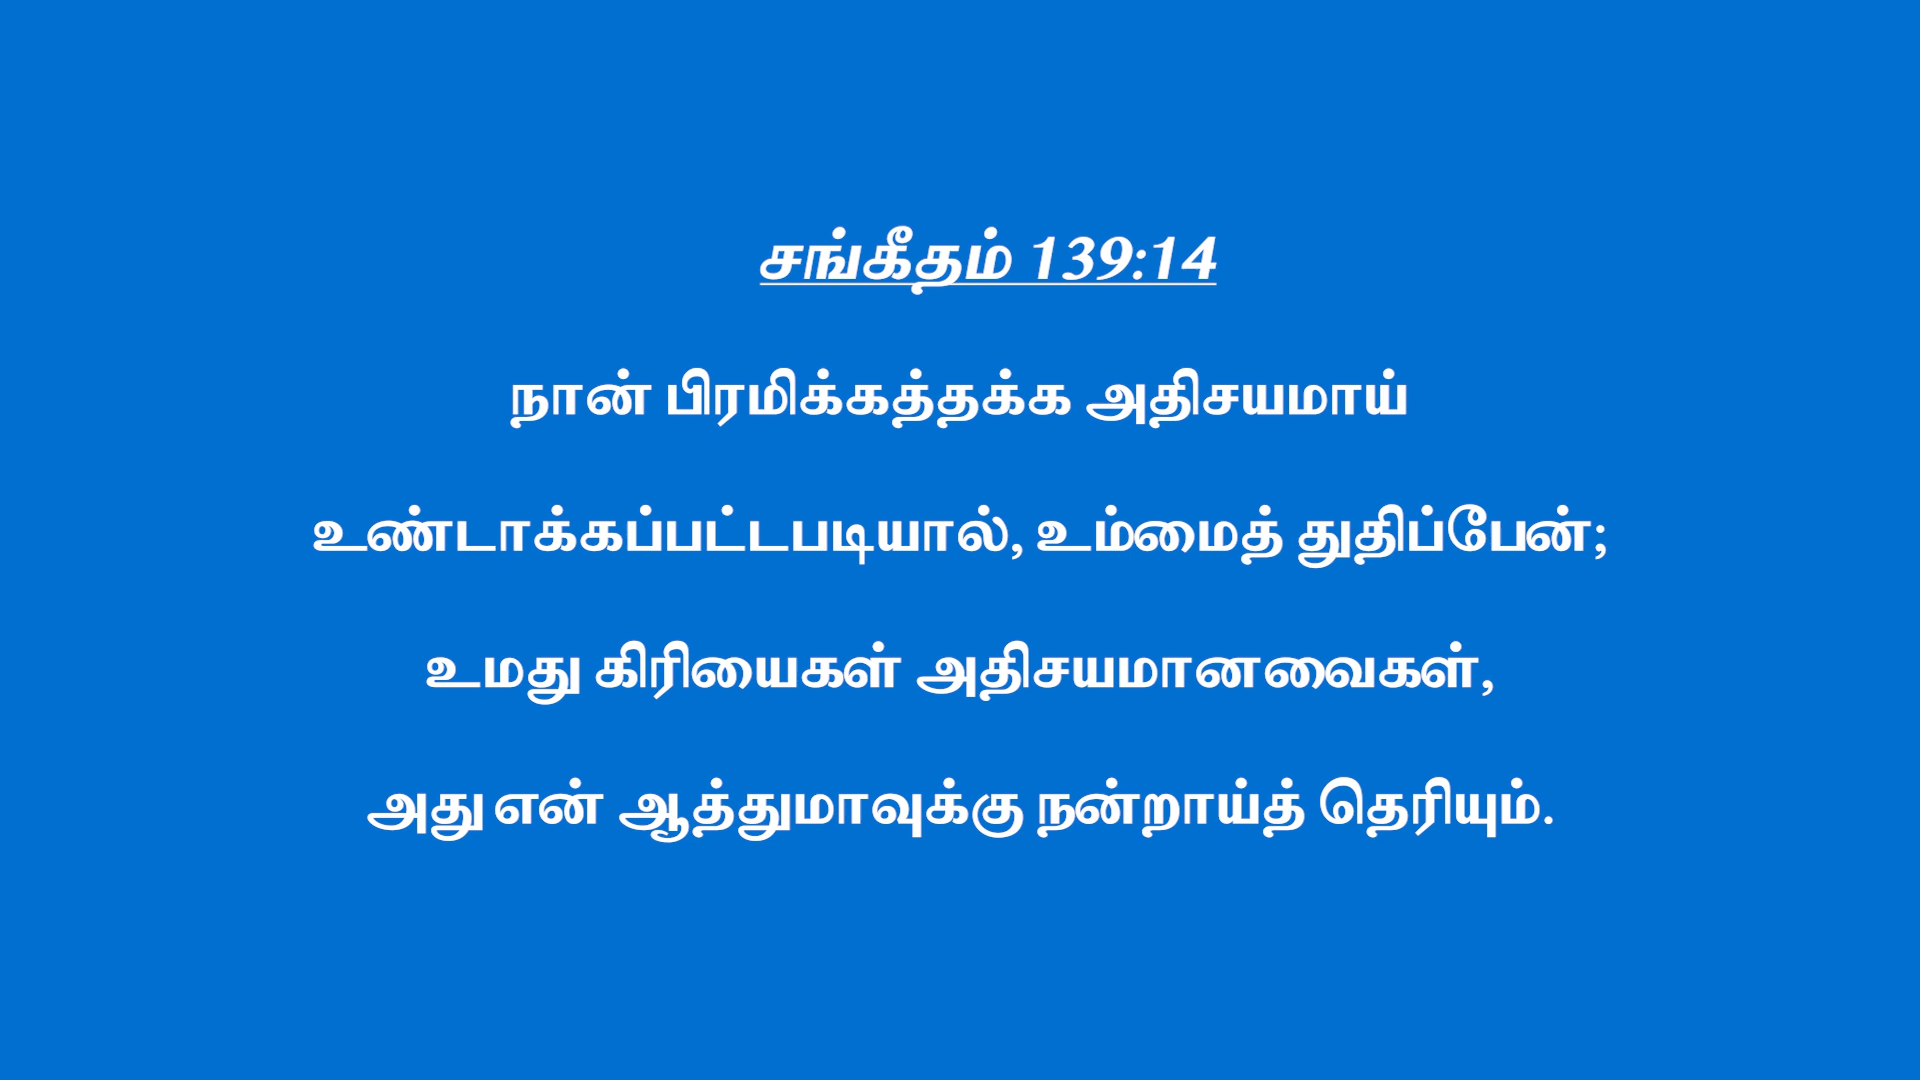 சங்கீதம் 139:14
நான் பிரமிக்கத்தக்க அதிசயமாய்
உண்டாக்கப்பட்டபடியால், உம்மைத் துதிப்பேன்;
உமது கிரியைகள் அதிசயமானவைகள்,
அது என் ஆத்துமாவுக்கு நன்றாய்த் தெரியும்.